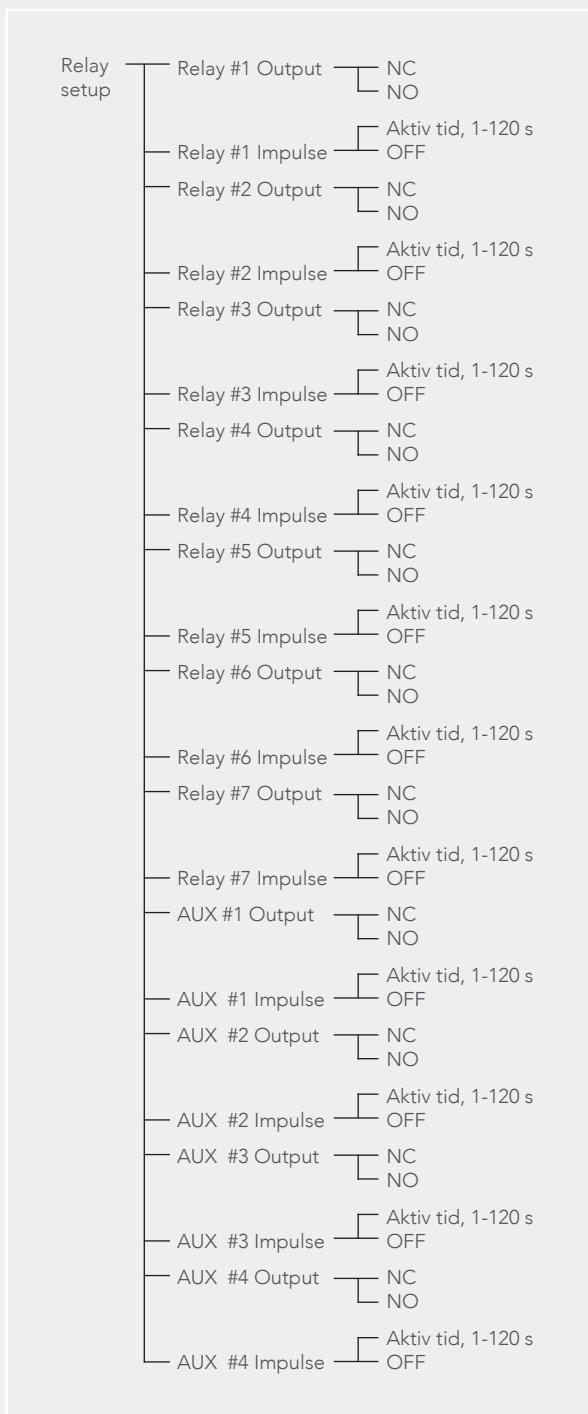 Relay setup
Relay #1 Output
NC
NO
Relay #1 Impulse
Aktiv tid, 1-120 s
OFF
Relay #2 Output
NC
NO
Relay #2 Impulse
Aktiv tid, 1-120 s
OFF
Relay #3 Output
NC
NO
Relay #3 Impulse
Aktiv tid, 1-120 s
OFF
Relay #4 Output
NC
NO
Relay #4 Impulse
Aktiv tid, 1-120 s
OFF
Relay #5 Output
NC
NO
Relay #5 Impulse
Aktiv tid, 1-120 s
OFF
Relay #6 Output
NC
NO
Relay #6 Impulse
Aktiv tid, 1-120 s
OFF
Relay #7 Output
NC
NO
Relay #7 Impulse
Aktiv tid, 1-120 s
OFF
AUX #1 Output
NC
NO
AUX #1 Impulse
Aktiv tid, 1-120 s
OFF
AUX #2 Output
NC
NO
AUX #2 Impulse
Aktiv tid, 1-120 s
OFF
AUX #3 Output
NC
NO
AUX #3 Impulse
Aktiv tid, 1-120 s
OFF
AUX #4 Output
NC
NO
AUX #4 Impulse
Aktiv tid, 1-120 s
OFF